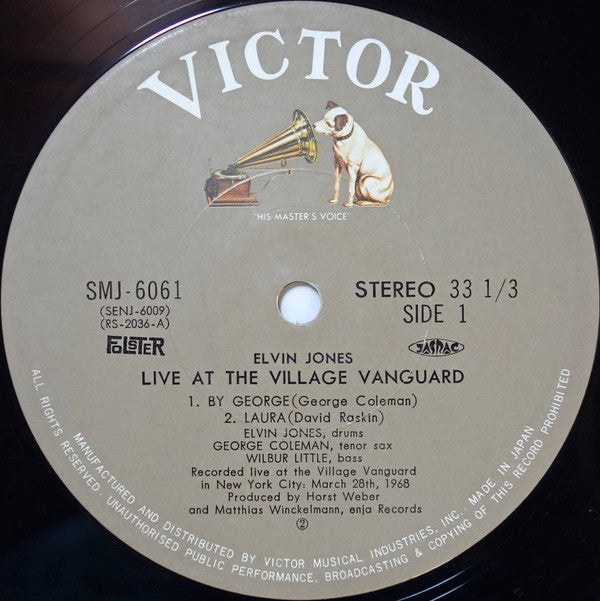 VICTOR
"HIS MASTER'S VOICE"
SMJ-6061
(SENJ-6009)
(RS-2036-A)
STEREO 33 1/3
SIDE 1
FOLSTER
JASRAC
ELVIN JONES
LIVE AT THE VILLAGE VANGUARD
1. BY GEORGE(George Coleman)
2. LAURA(David Raskin)
ELVIN JONES, drums
GEORGE COLEMAN, tenor sax
WILBUR LITTLE, bass
Recorded live at the Village Vanguard
in New York City: March 28th, 1968
Produced by Horst Weber
and Matthias Winckelmann, enja Records
②
ALL RIGHTS RESERVED. UNAUTHORISED PUBLIC PERFORMANCE, BROADCASTING & COPYING OF THIS RECORD PROHIBITED
MANUFACTURED AND DISTRIBUTED BY VICTOR MUSICAL INDUSTRIES, INC. MADE IN JAPAN